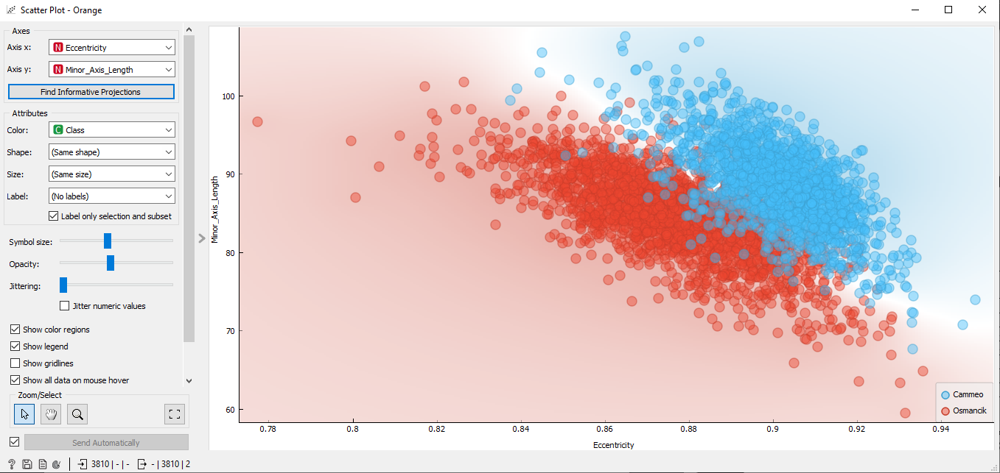 Scatter Plot - Orange
Axes
Axis x: N Eccentricity
Axis y: N Minor_Axis_Length
Find Informative Projections
Attributes
Color: C Class
Shape: (Same shape)
Size: (Same size)
Label: (No labels)
Label only selection and subset
Symbol size:
Opacity:
Jittering:
Jitter numeric values
Show color regions
Show legend
Show gridlines
Show all data on mouse hover
Zoom/Select
Send Automatically
? 3810 | - | - - | 3810 | 2
Minor_Axis_Length
100
90
80
70
60
0.78 0.8 0.82 0.84 0.86 0.88 0.9 0.92 0.94
Eccentricity
Cammeo
Osmancik